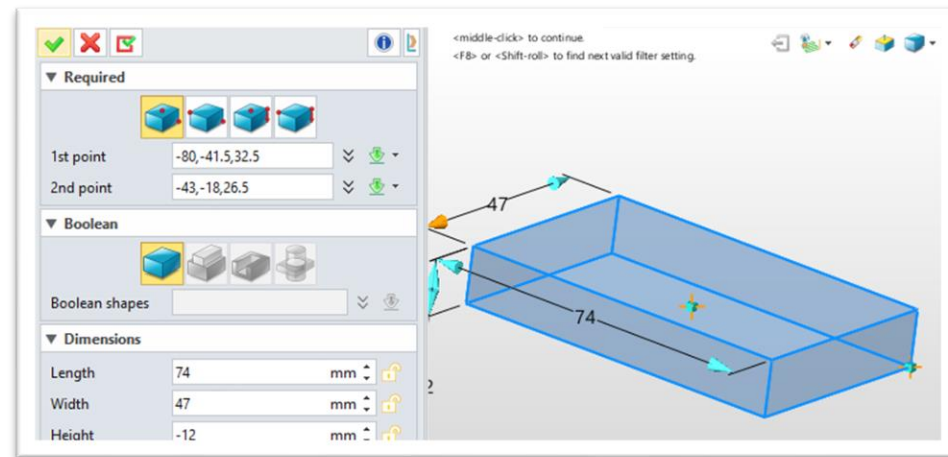 <middle-click> to continue.
<F8> or <Shift-roll> to find next valid filter setting.
Required
1st point -80,-41.5,32.5
2nd point -43,-18,26.5
Boolean
Boolean shapes
Dimensions
Length 74 mm
Width 47 mm
Height -12 mm
47
74
2